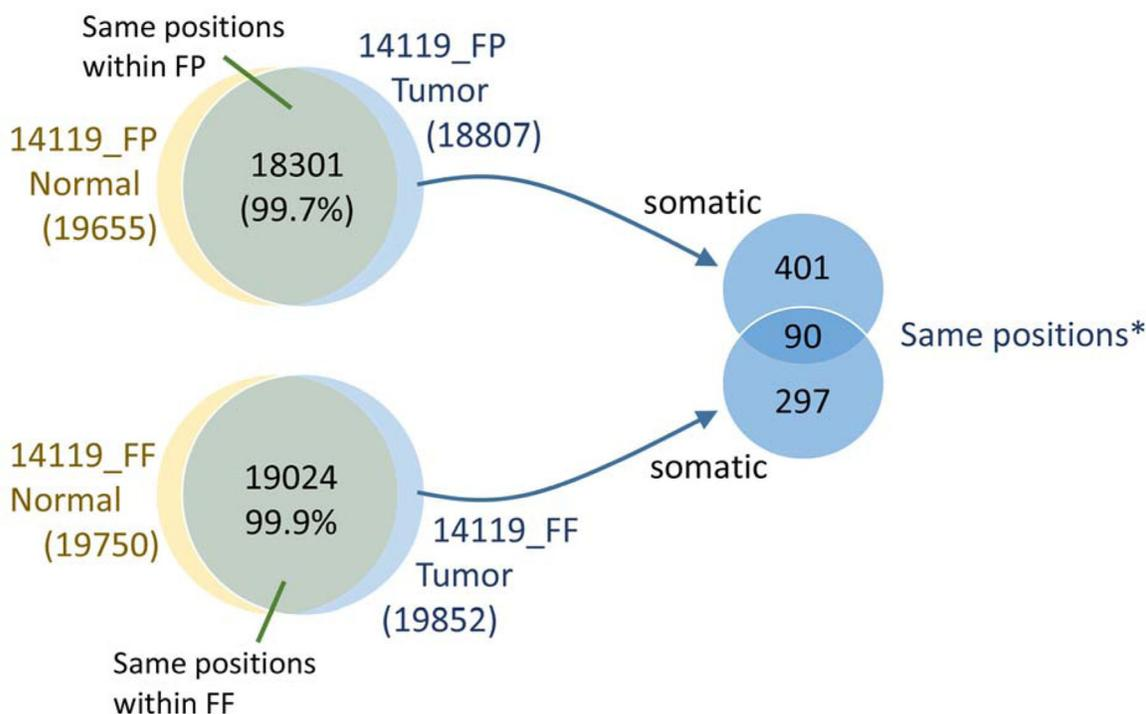 Same positions
within FP
14119_FP
Tumor
(18807)
14119_FP
Normal
(19655)
18301
(99.7%)
somatic
401
90
Same positions*
297
somatic
14119_FF
Normal
(19750)
19024
99.9%
14119_FF
Tumor
(19852)
Same positions
within FF